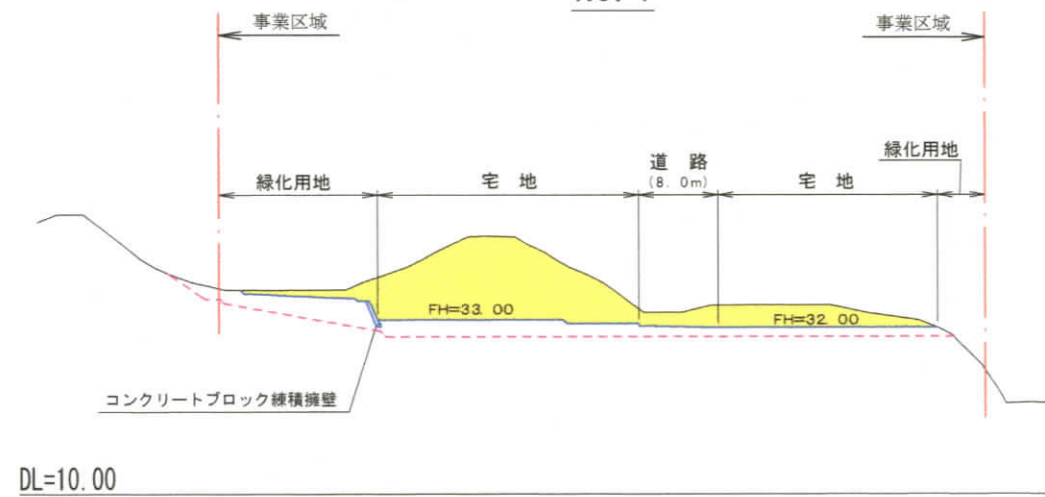 事業区域
事業区域
緑化用地
宅 地
道 路
(8. 0m)
宅 地
緑化用地
FH=33. 00
FH=32. 00
コンクリートブロック練積擁壁
DL=10. 00